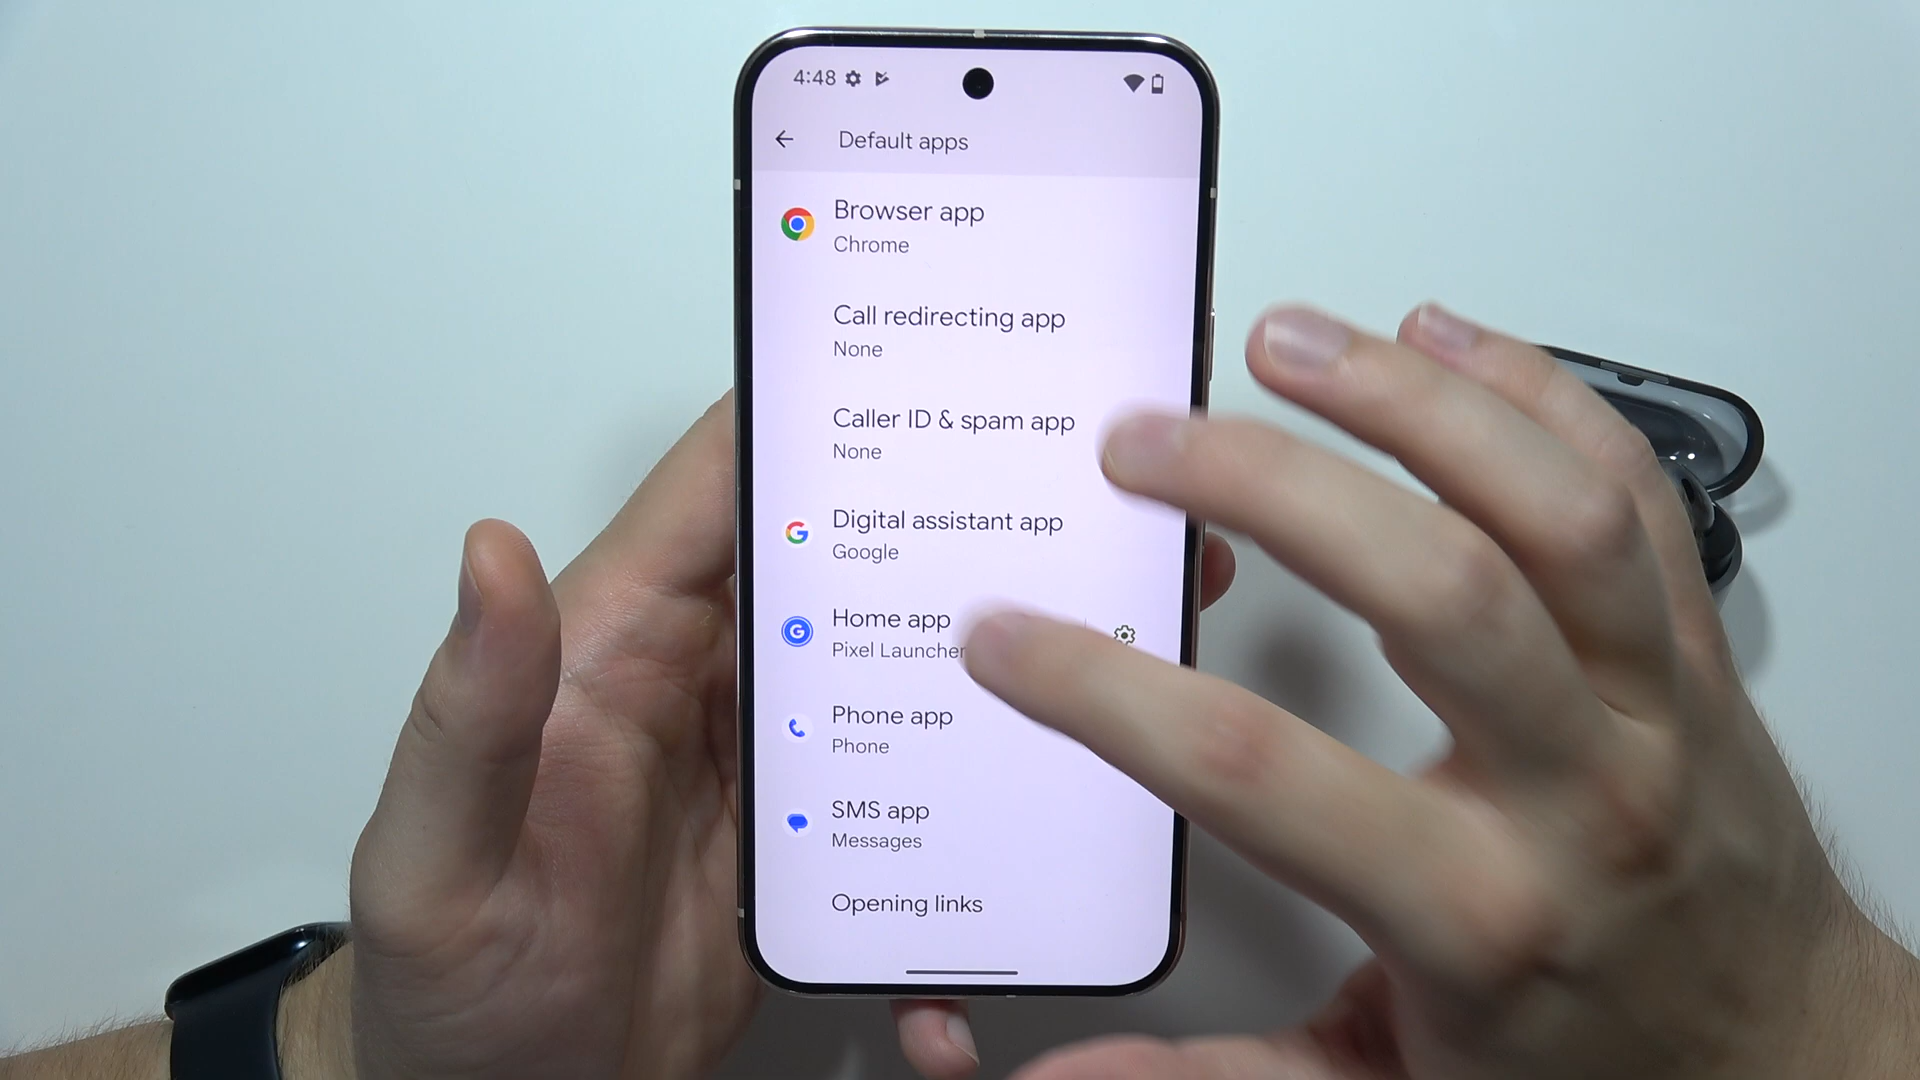 4:48
Default apps
Browser app
Chrome
Call redirecting app
None
Caller ID & spam app
None
Digital assistant app
Google
Home app
Pixel Launcher
Phone app
Phone
SMS app
Messages
Opening links